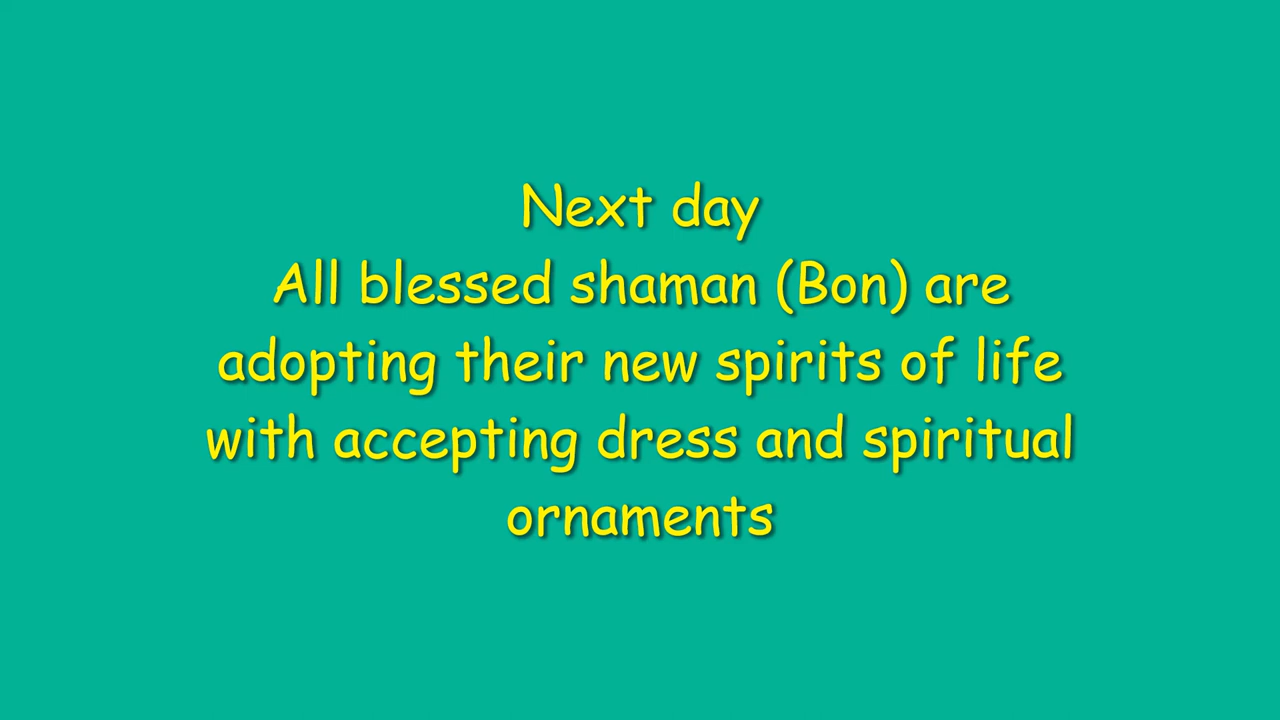 Next day
All blessed shaman (Bon) are
adopting their new spirits of life
with accepting dress and spiritual
ornaments